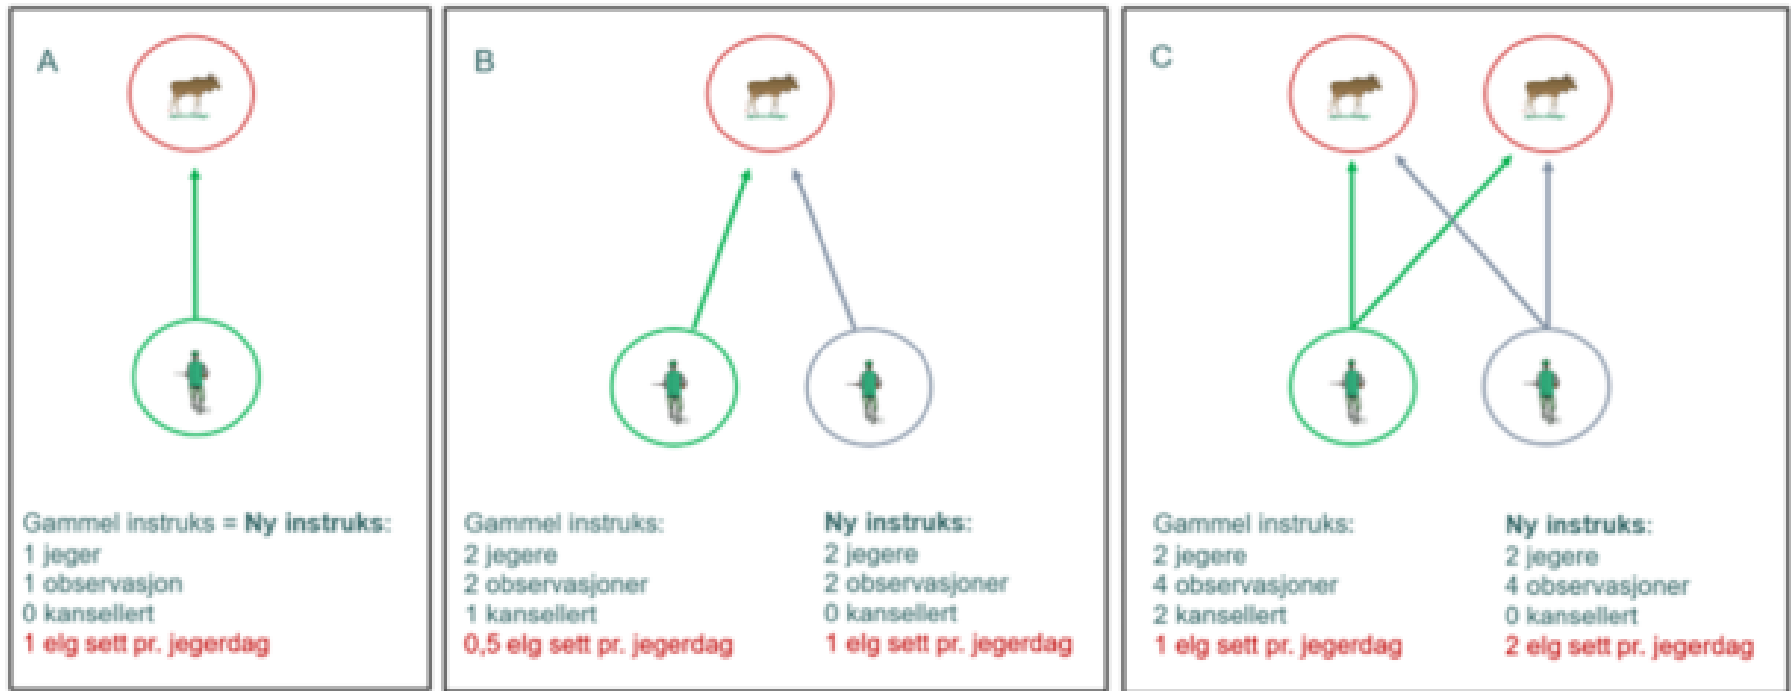 A
Gammel instruks = Ny instruks:
1 jeger
1 observasjon
0 kansellert
1 elg sett pr. jegerdag
B
Gammel instruks:
2 jegere
2 observasjoner
1 kansellert
0,5 elg sett pr. jegerdag
Ny instruks:
2 jegere
2 observasjoner
0 kansellert
1 elg sett pr. jegerdag
C
Gammel instruks:
2 jegere
4 observasjoner
2 kansellert
1 elg sett pr. jegerdag
Ny instruks:
2 jegere
4 observasjoner
0 kansellert
2 elg sett pr. jegerdag